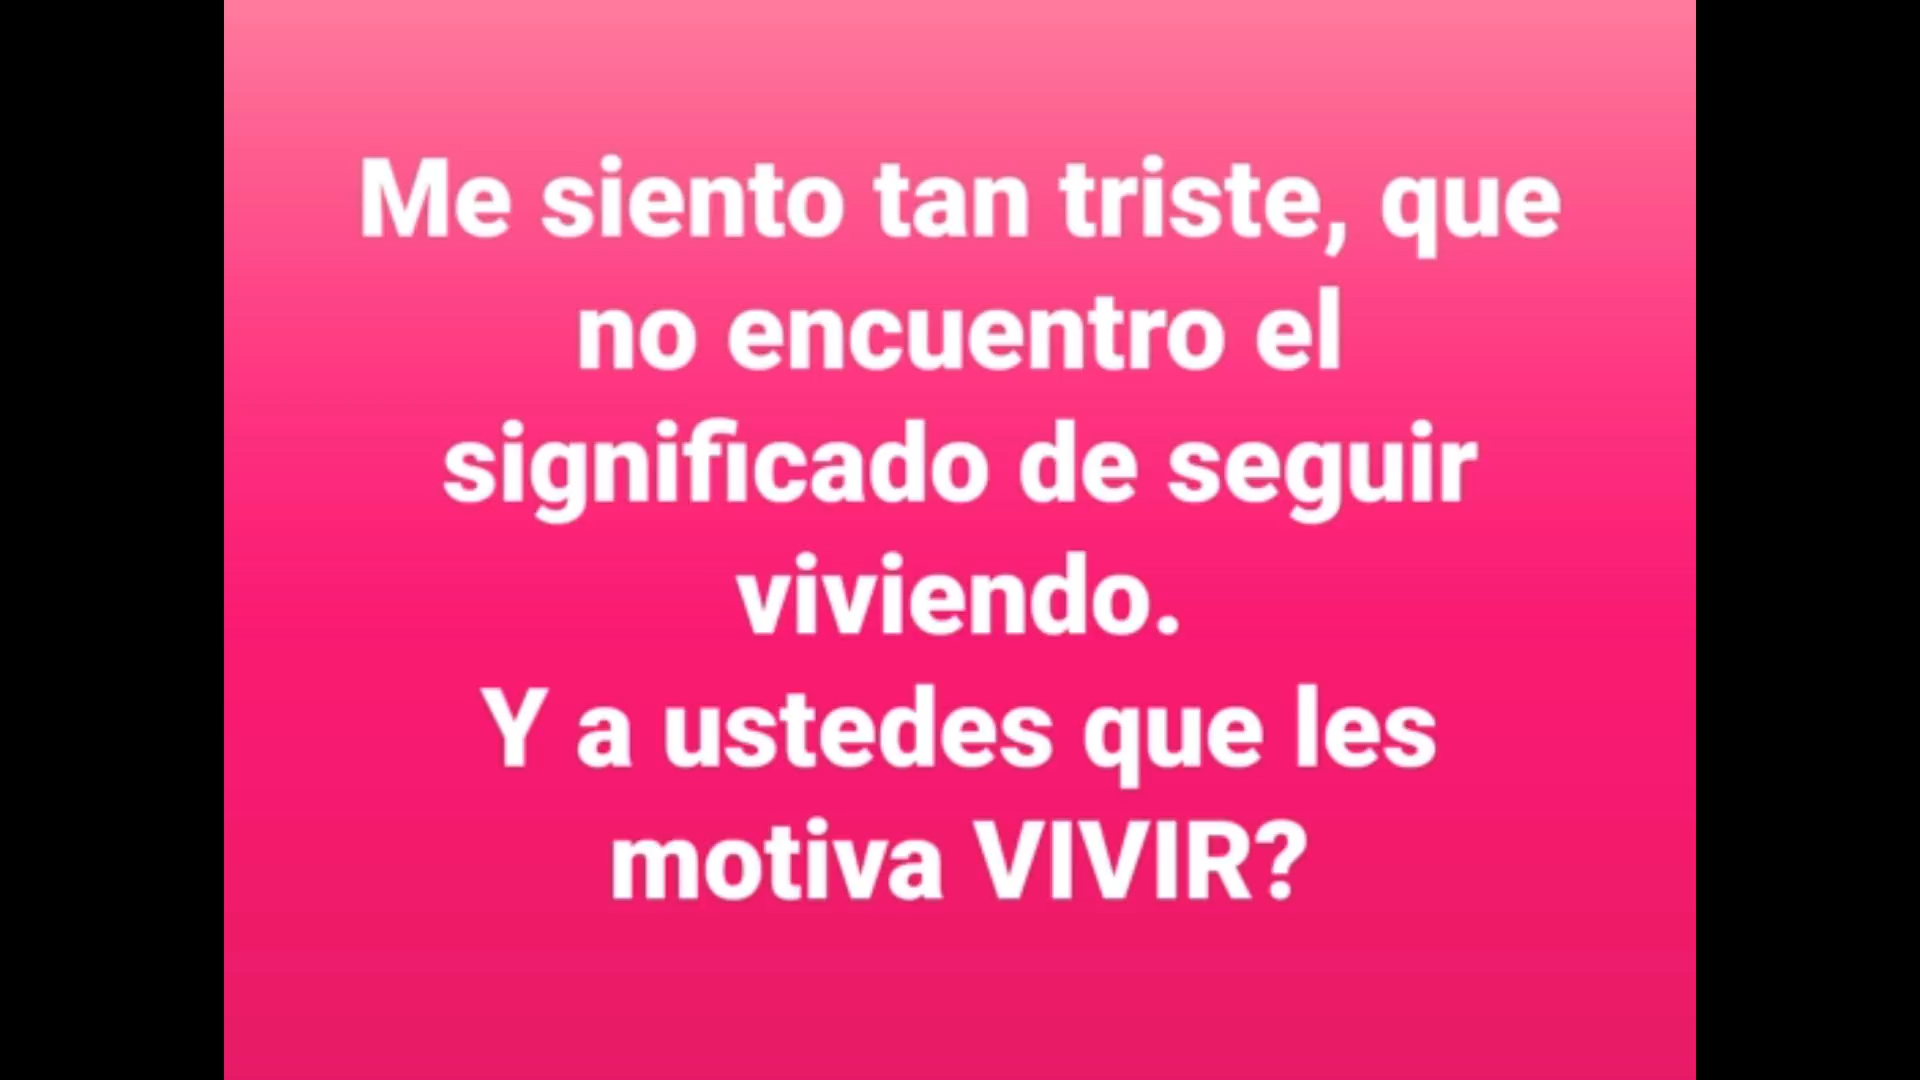 Me siento tan triste, que
no encuentro el
significado de seguir
viviendo.
Y a ustedes que les
motiva VIVIR?